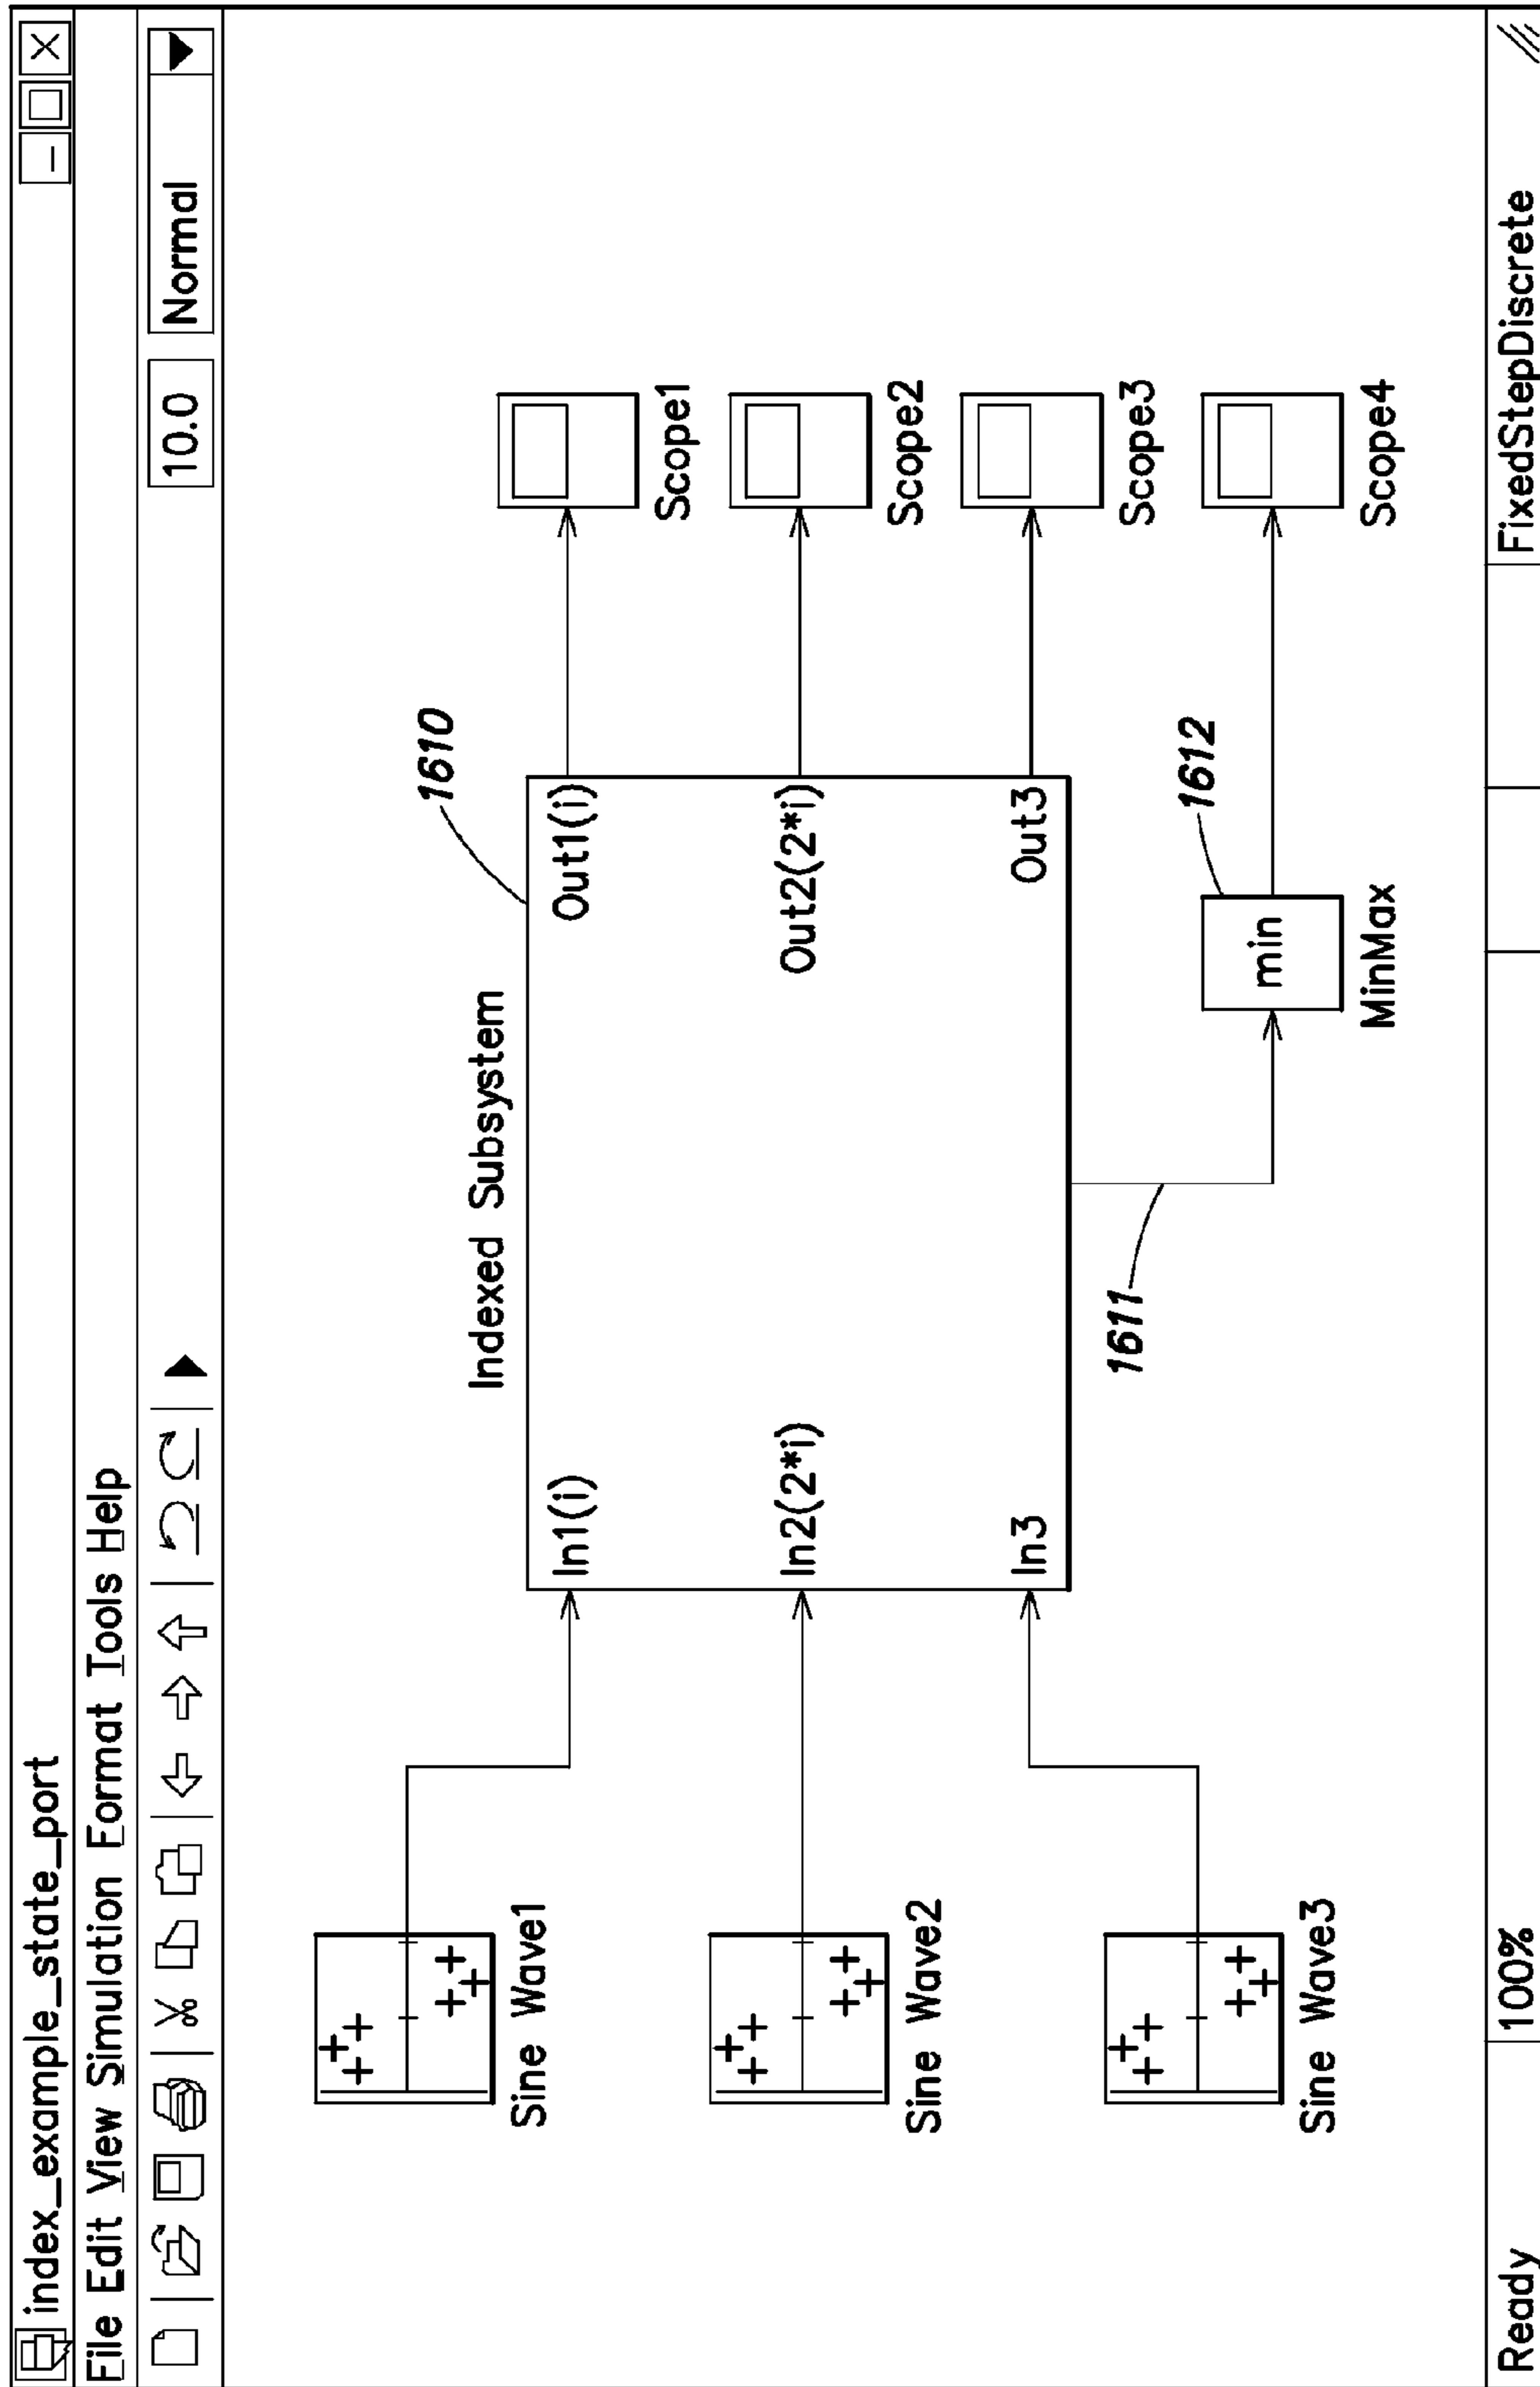 index_example_state_port
File Edit View Simulation Format Tools Help
10.0 Normal
Indexed Subsystem
1610
Sine Wave1
In1(i)
Out1(i)
Scope1
Sine Wave2
In2(2*i)
Out2(2*i)
Scope2
Sine Wave3
In3
Out3
Scope3
1611
1612
min
MinMax
Scope4
Ready
100%
FixedStepDiscrete